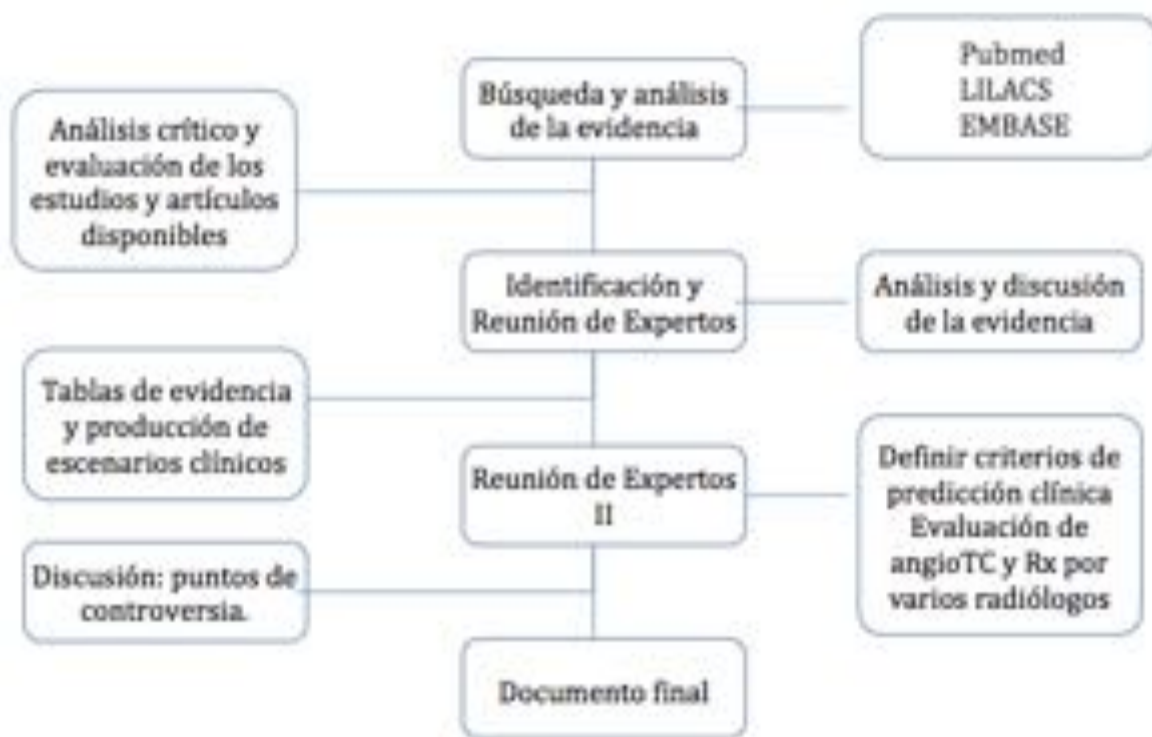 Búsqueda y análisis
de la evidencia
Pubmed
LILACS
EMBASE
Análisis crítico y
evaluación de los
estudios y artículos
disponibles
Identificación y
Reunión de Expertos
Análisis y discusión
de la evidencia
Tablas de evidencia
y producción de
escenarios clínicos
Reunión de Expertos
II
Definir criterios de
predicción clínica
Evaluación de
angioTC y Rx por
varios radiólogos
Discusión: puntos de
controversia.
Documento final